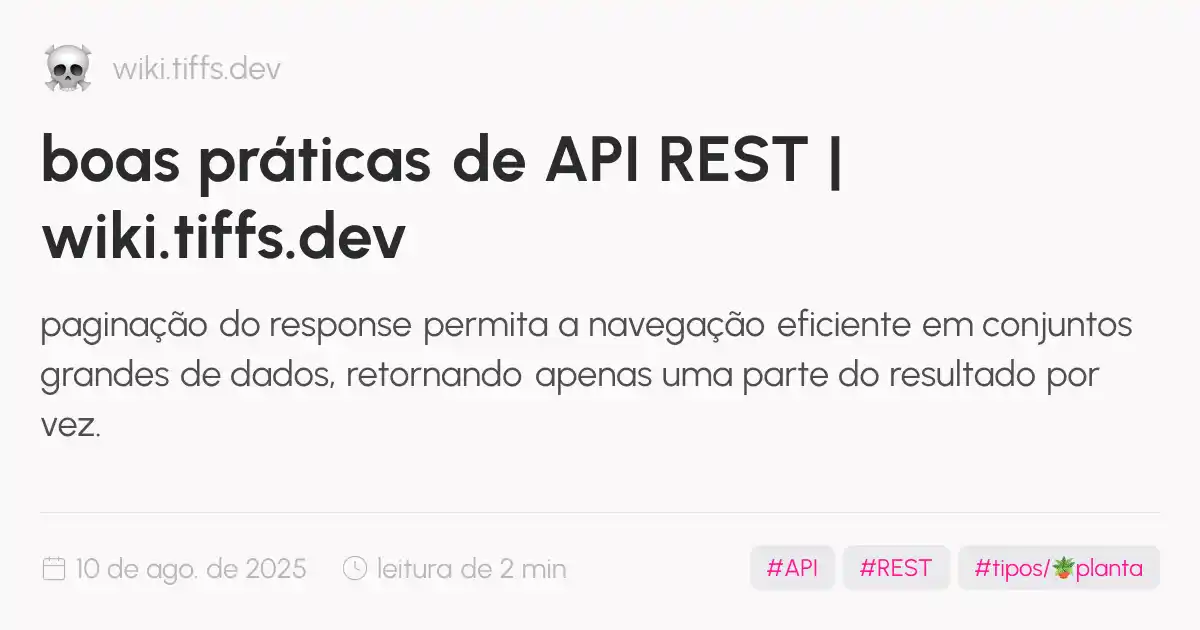 wiki.tiffs.dev
boas práticas de API REST |
wiki.tiffs.dev
paginação do response permita a navegação eficiente em conjuntos
grandes de dados, retornando apenas uma parte do resultado por
vez.
10 de ago. de 2025 leitura de 2 min #API #REST #tipos/🪴planta